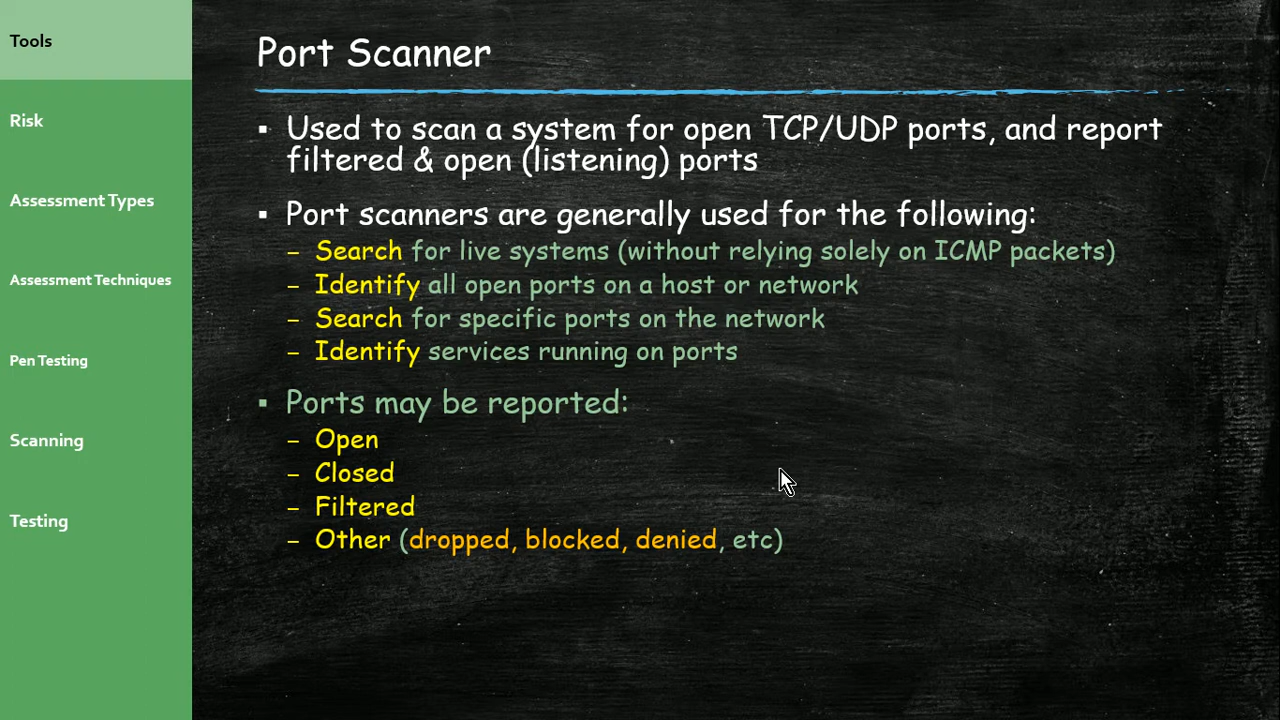 Tools
Risk
Assessment Types
Assessment Techniques
Pen Testing
Scanning
Testing
Port Scanner
▪ Used to scan a system for open TCP/UDP ports, and report
filtered & open (listening) ports
▪ Port scanners are generally used for the following:
– Search for live systems (without relying solely on ICMP packets)
– Identify all open ports on a host or network
– Search for specific ports on the network
– Identify services running on ports
▪ Ports may be reported:
– Open
– Closed
– Filtered
– Other (dropped, blocked, denied, etc)